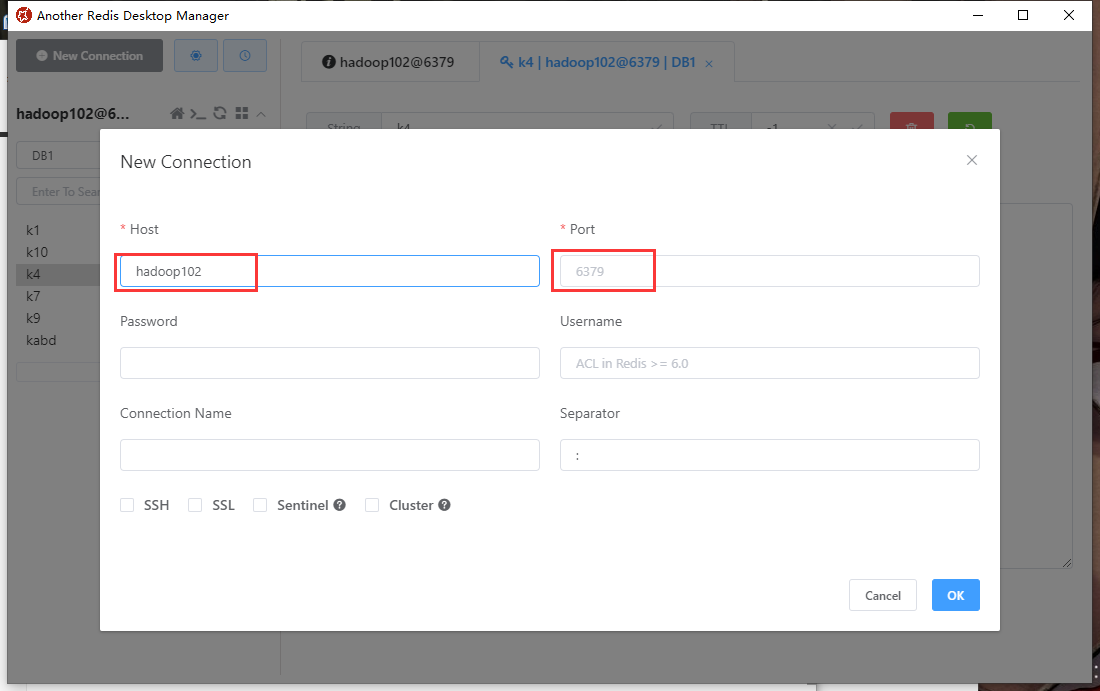 Another Redis Desktop Manager
New Connection
hadoop102@6379
k4 | hadoop102@6379 | DB1
hadoop102@6...
String
k4
TTL
-1
DB1
Enter To Sear
k1
k10
k4
k7
k9
kabd
New Connection
* Host
* Port
hadoop102
6379
Password
Username
ACL in Redis >= 6.0
Connection Name
Separator
:
SSH
SSL
Sentinel
Cluster
Cancel
OK